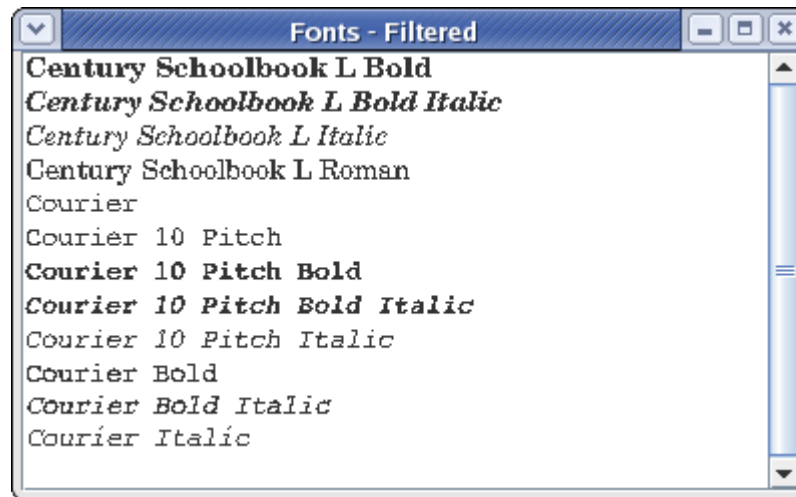 Fonts - Filtered
Century Schoolbook L Bold
Century Schoolbook L Bold Italic
Century Schoolbook L Italic
Century Schoolbook L Roman
Courier
Courier 10 Pitch
Courier 10 Pitch Bold
Courier 10 Pitch Bold Italic
Courier 10 Pitch Italic
Courier Bold
Courier Bold Italic
Courier Italic